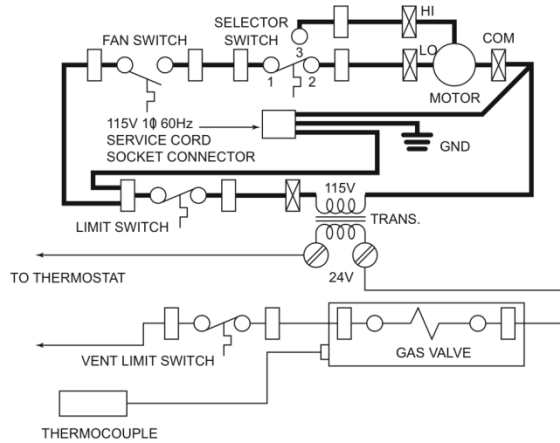 SELECTOR
SWITCH
HI
FAN SWITCH
LO
COM
3
1
2
MOTOR
115V 1ϕ 60Hz
SERVICE CORD
SOCKET CONNECTOR
GND
115V
LIMIT SWITCH
TRANS.
TO THERMOSTAT
24V
VENT LIMIT SWITCH
GAS VALVE
THERMOCOUPLE